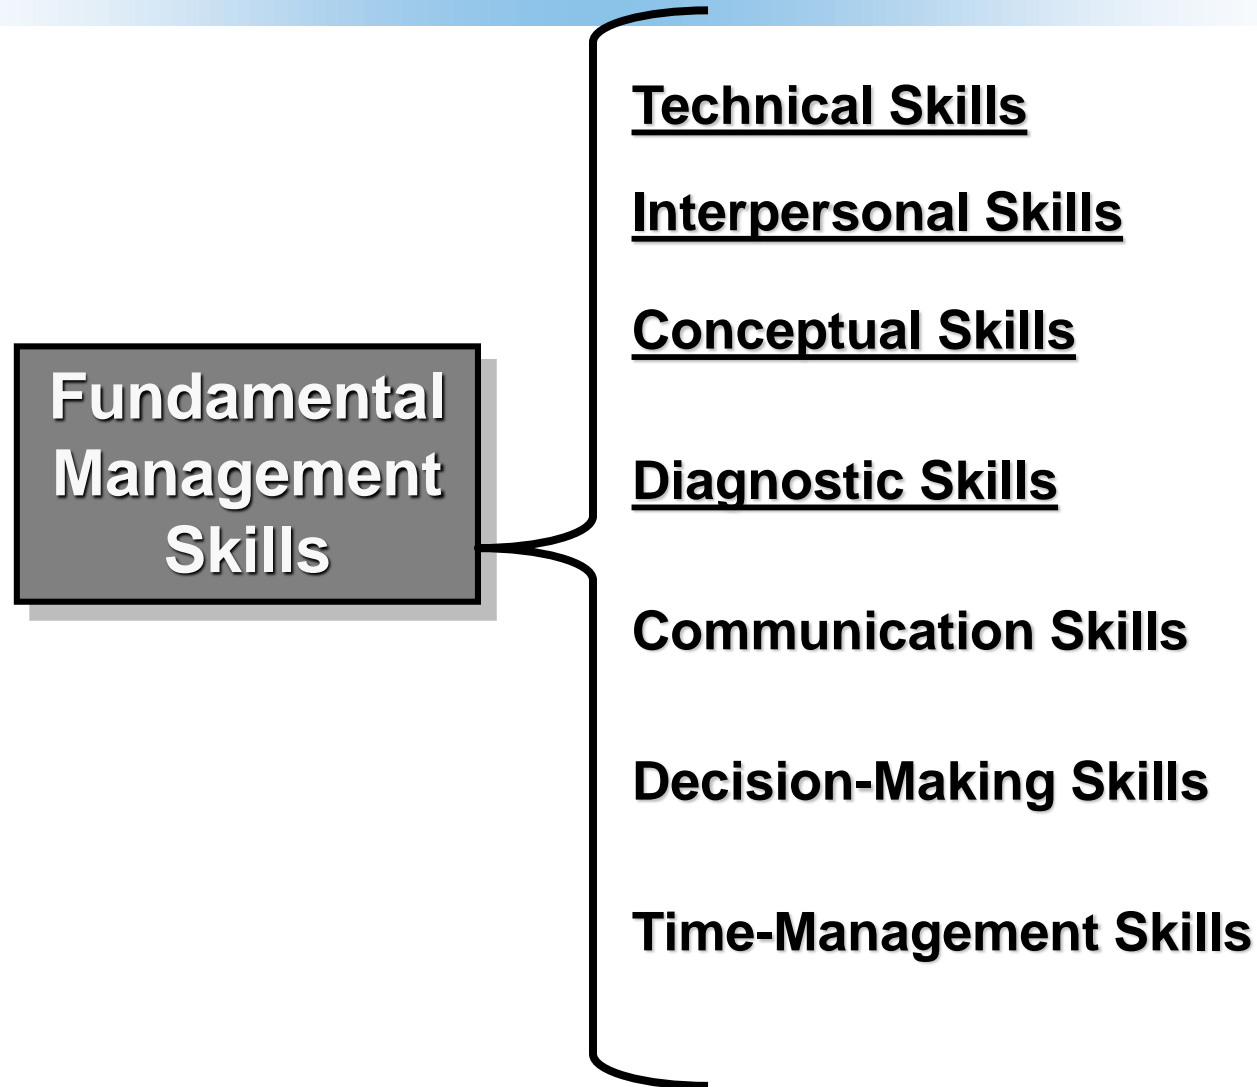 Technical Skills
Interpersonal Skills
Conceptual Skills
Fundamental
Management
Skills
Diagnostic Skills
Communication Skills
Decision-Making Skills
Time-Management Skills